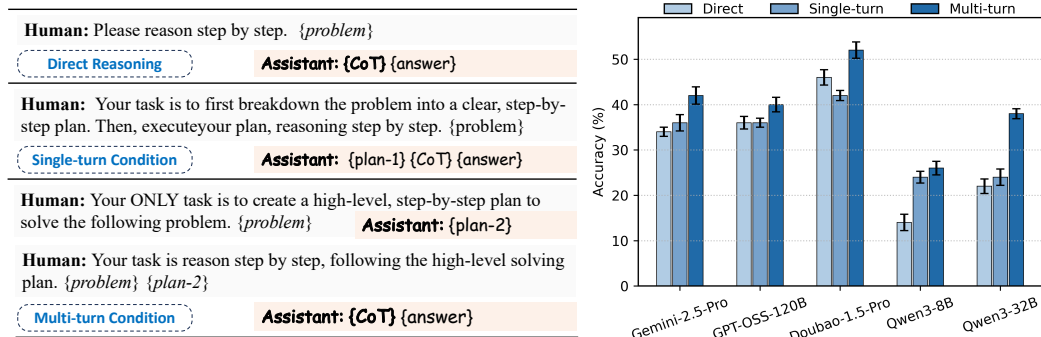 Human: Please reason step by step. {problem}
Direct Reasoning
Assistant: {CoT} {answer}
Human: Your task is to first breakdown the problem into a clear, step-by-
step plan. Then, executeyour plan, reasoning step by step. {problem}
Single-turn Condition
Assistant: {plan-1} {CoT} {answer}
Human: Your ONLY task is to create a high-level, step-by-step plan to
solve the following problem. {problem}
Assistant: {plan-2}
Human: Your task is reason step by step, following the high-level solving
plan. {problem} {plan-2}
Multi-turn Condition
Assistant: {CoT} {answer}
Direct Single-turn Multi-turn
Accuracy (%)
50
40
30
20
10
0
Gemini-2.5-Pro
GPT-OSS-120B
Doubao-1.5-Pro
Qwen3-8B
Qwen3-32B